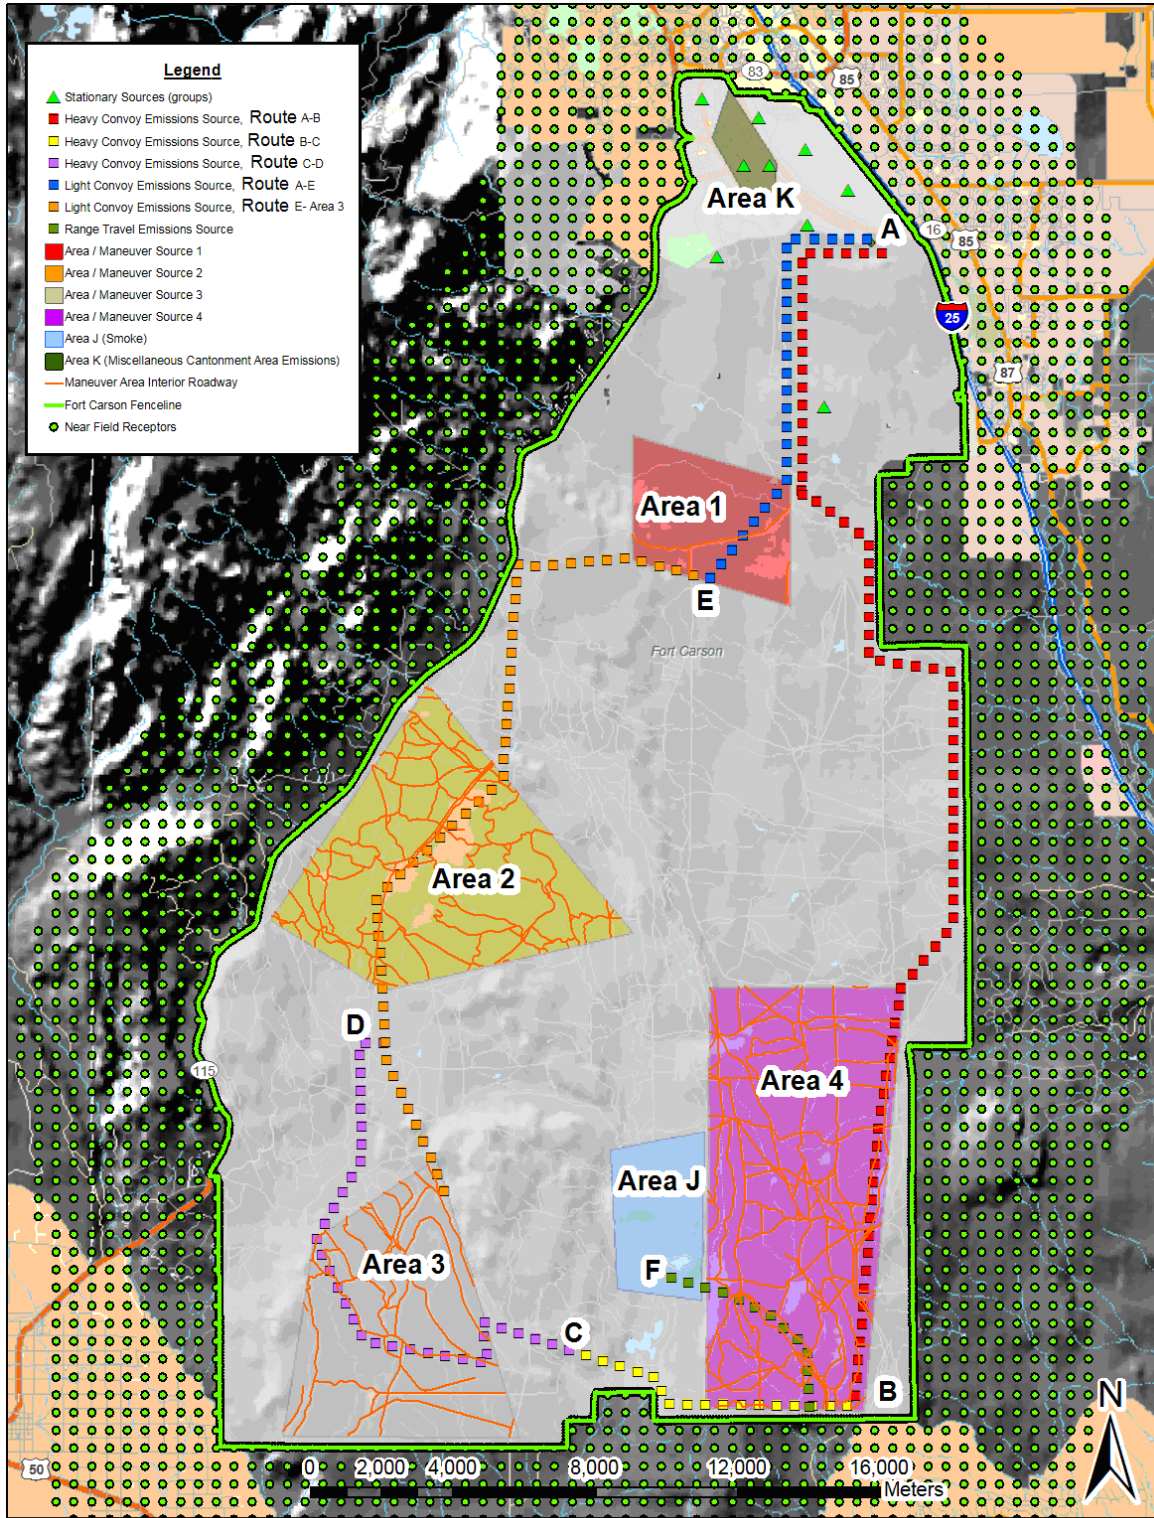 Legend
Stationary Sources (groups)
Heavy Convoy Emissions Source, Route A-B
Heavy Convoy Emissions Source, Route B-C
Heavy Convoy Emissions Source, Route C-D
Light Convoy Emissions Source, Route A-E
Light Convoy Emissions Source, Route E- Area 3
Range Travel Emissions Source
Area / Maneuver Source 1
Area / Maneuver Source 2
Area / Maneuver Source 3
Area / Maneuver Source 4
Area J (Smoke)
Area K (Miscellaneous Cantonment Area Emissions)
Maneuver Area Interior Roadway
Fort Carson Fenceline
Near Field Receptors
83
85
Area K
A
16
85
25
87
Area 1
E
Fort Carson
Area 2
D
115
Area 4
Area J
F
Area 3
C
B
N
50
0 2,000 4,000 8,000 12,000 16,000
Meters